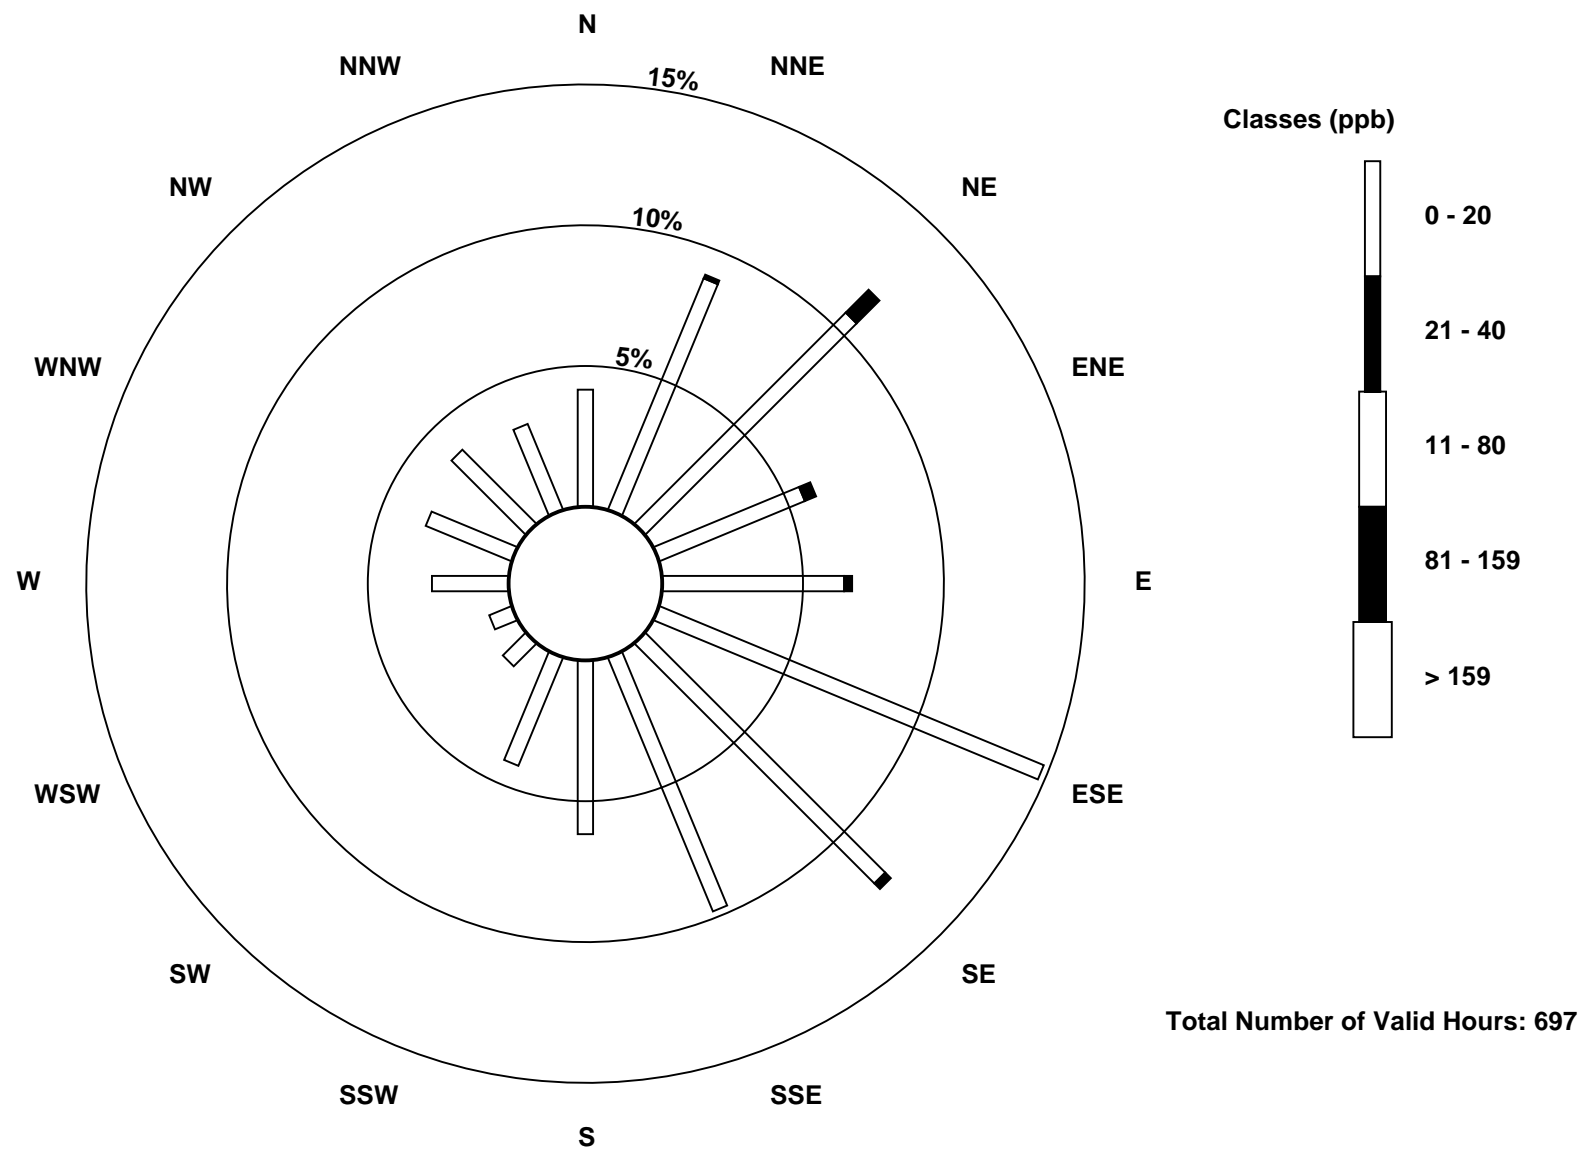 N
NNW
NNE
15%
Classes (ppb)
NW
NE
0 - 20
10%
21 - 40
5%
WNW
ENE
11 - 80
W
E
81 - 159
> 159
WSW
ESE
SW
SE
Total Number of Valid Hours: 697
SSW
SSE
S